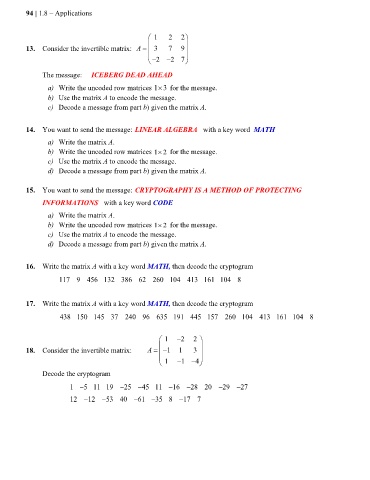 94 | 1.8 – Applications
13. Consider the invertible matrix: A = ( 1 2 2
3 7 9
−2 −2 7 )
The message: ICEBERG DEAD AHEAD
a) Write the uncoded row matrices 1×3 for the message.
b) Use the matrix A to encode the message.
c) Decode a message from part b) given the matrix A.
14. You want to send the message: LINEAR ALGEBRA with a key word MATH
a) Write the matrix A.
b) Write the uncoded row matrices 1×2 for the message.
c) Use the matrix A to encode the message.
d) Decode a message from part b) given the matrix A.
15. You want to send the message: CRYPTOGRAPHY IS A METHOD OF PROTECTING
INFORMATIONS with a key word CODE
a) Write the matrix A.
b) Write the uncoded row matrices 1×2 for the message.
c) Use the matrix A to encode the message.
d) Decode a message from part b) given the matrix A.
16. Write the matrix A with a key word MATH, then decode the cryptogram
117 9 456 132 386 62 260 104 413 161 104 8
17. Write the matrix A with a key word MATH, then decode the cryptogram
438 150 145 37 240 96 635 191 445 157 260 104 413 161 104 8
18. Consider the invertible matrix: A = ( 1 −2 2
−1 1 3
1 −1 −4 )
Decode the cryptogram
1 −5 11 19 −25 −45 11 −16 −28 20 −29 −27
12 −12 −53 40 −61 −35 8 −17 7